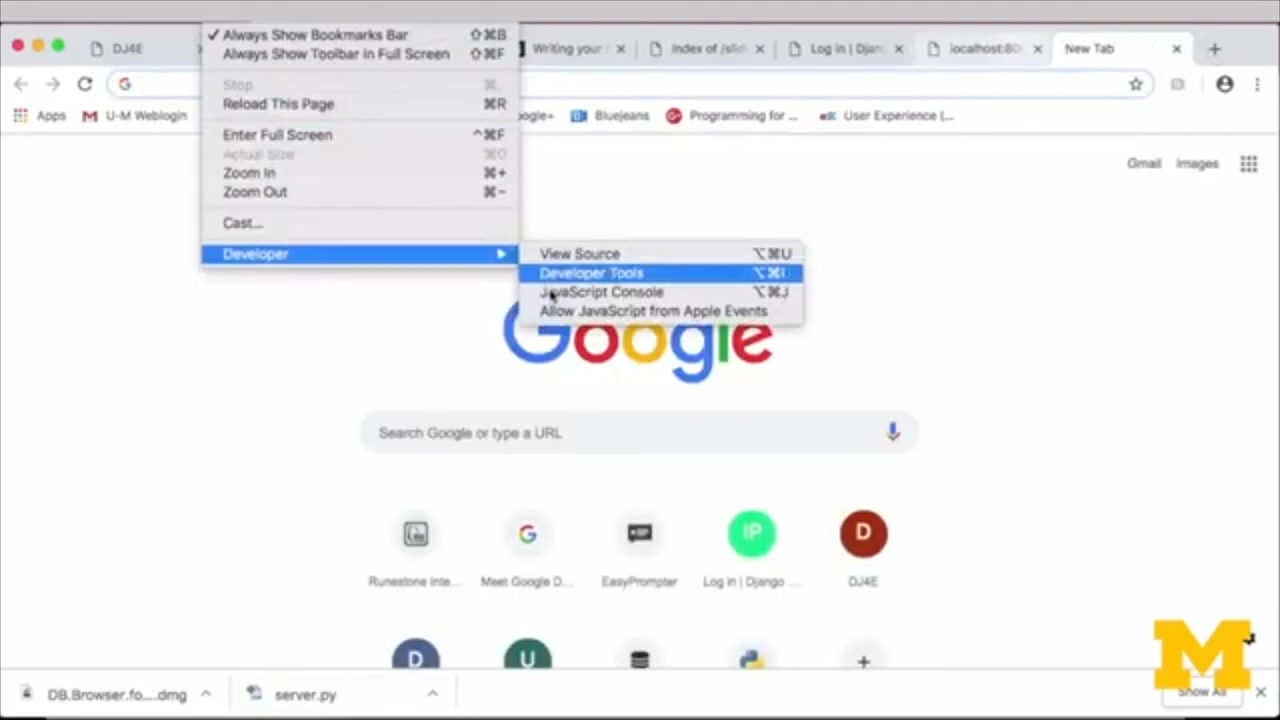 Always Show Bookmarks Bar ⇧⌘B
Always Show Toolbar in Full Screen ⇧⌘F
Stop ⌘.
Reload This Page ⌘R
Enter Full Screen ^⌘F
Actual Size ⌘0
Zoom In ⌘+
Zoom Out ⌘-
Cast...
Developer
View Source ⌥⌘U
Developer Tools ⌥⌘I
JavaScript Console ⌥⌘J
Allow JavaScript from Apple Events
DJ4E
Writing your
Index of /slid
Log in | Djan
localhost:80
New Tab
Apps
U-M Weblogin
oogle+
Bluejeans
Programming for ...
User Experience (...
Gmail
Images
Google
Search Google or type a URL
Runestone Inte...
Meet Google D...
EasyPrompter
IP
Log in | Django ...
D
DJ4E
D
U
DB.Browser.fo....dmg
server.py
M
Show All